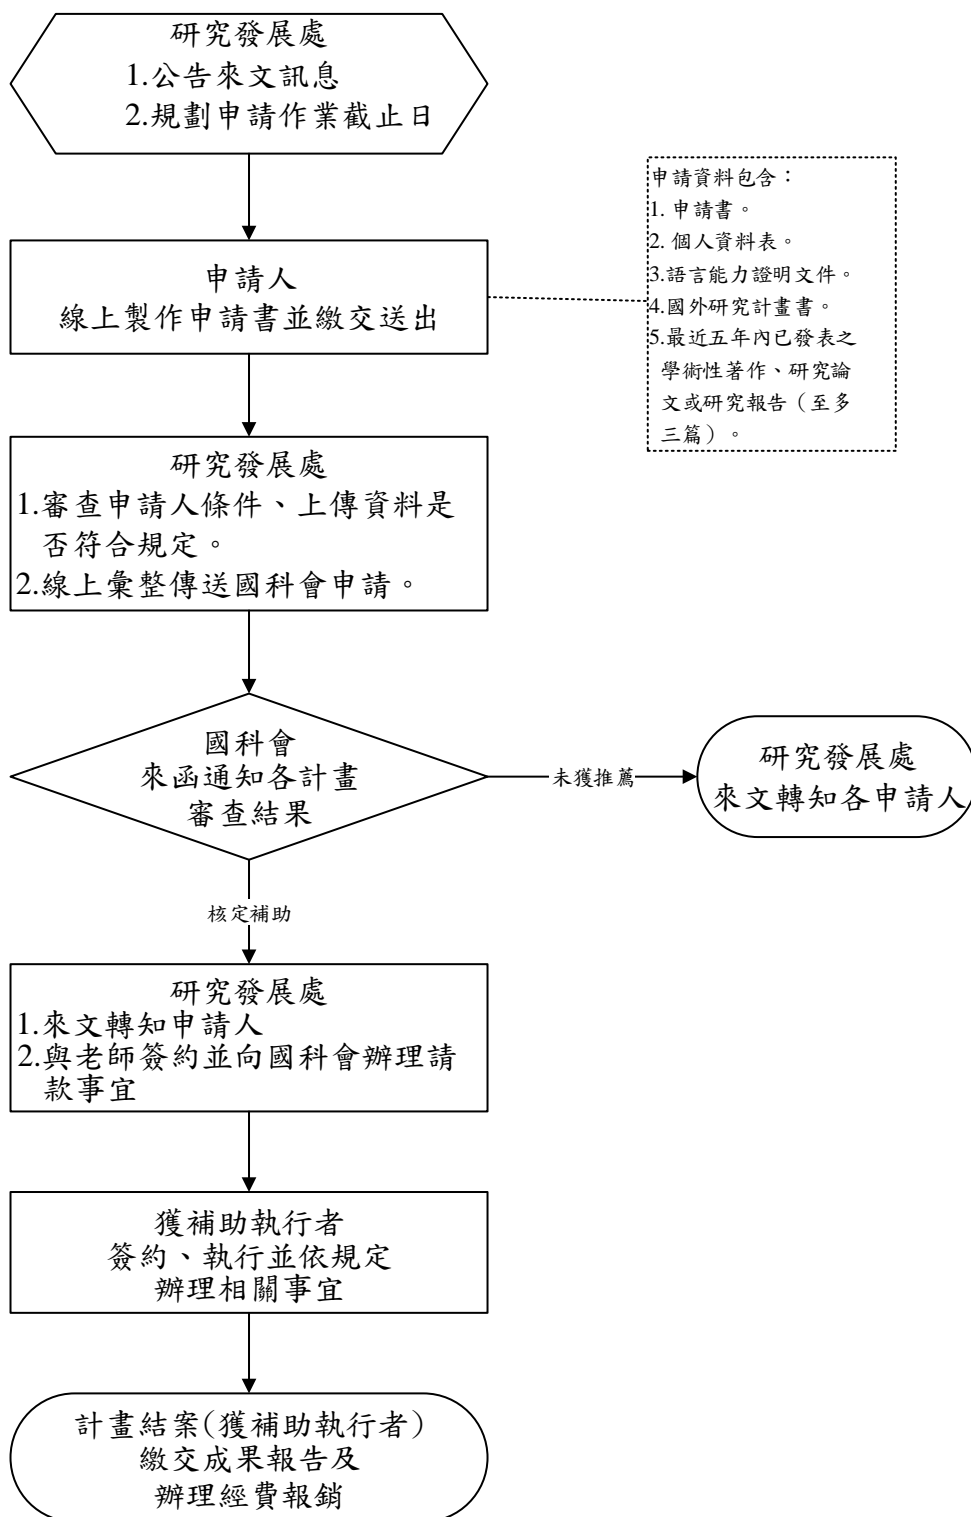 研究發展處
1.公告來文訊息
2.規劃申請作業截止日
申請資料包含：
1. 申請書。
2. 個人資料表。
3.語言能力證明文件。
4.國外研究計畫書。
5.最近五年內已發表之
學術性著作、研究論
文或研究報告（至多
三篇）。
申請人
線上製作申請書並繳交送出
研究發展處
1.審查申請人條件、上傳資料是
否符合規定。
2.線上彙整傳送國科會申請。
國科會
來函通知各計畫
審查結果
未獲推薦
研究發展處
來文轉知各申請人
核定補助
研究發展處
1.來文轉知申請人
2.與老師簽約並向國科會辦理請
款事宜
獲補助執行者
簽約、執行並依規定
辦理相關事宜
計畫結案(獲補助執行者)
繳交成果報告及
辦理經費報銷